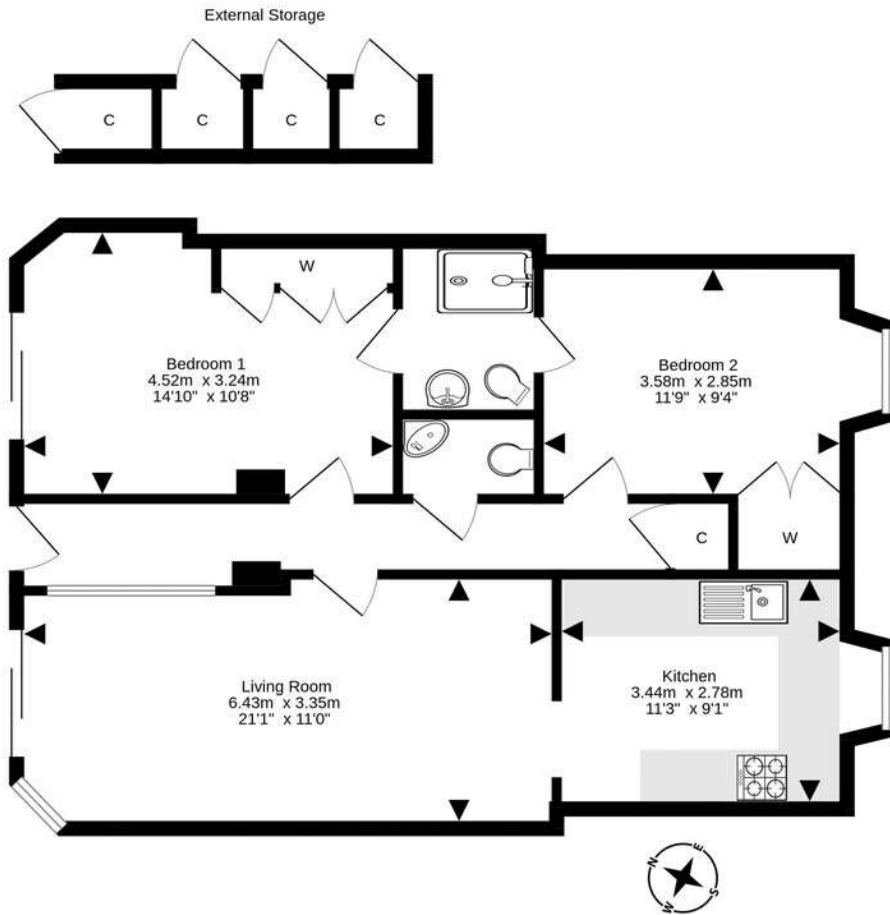 External Storage
C
C
C
C
W
Bedroom 1
4.52m x 3.24m
14'10" x 10'8"
Bedroom 2
3.58m x 2.85m
11'9" x 9'4"
C
W
Living Room
6.43m x 3.35m
21'1" x 11'0"
Kitchen
3.44m x 2.78m
11'3" x 9'1"
N
E
W
S